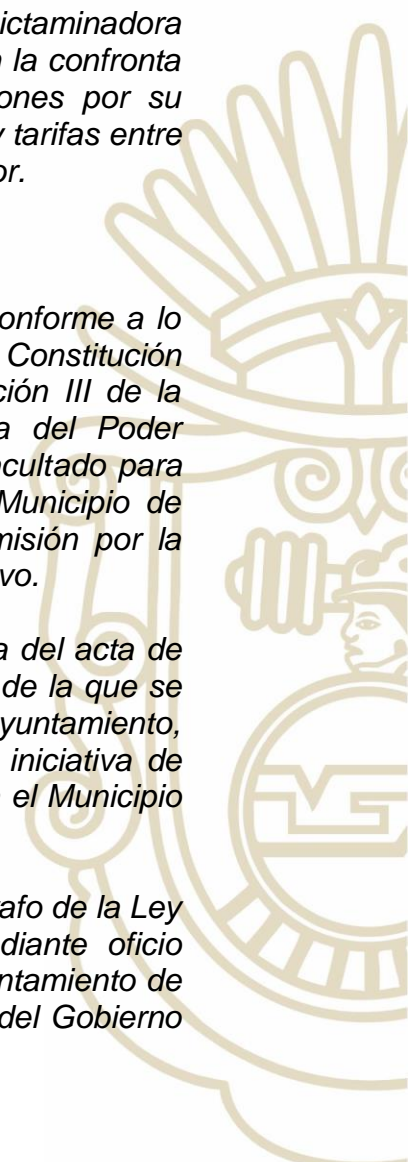 ictaminadora
la confronta
ones por su
y tarifas entre
or.
onforme a lo
Constitución
ción III de la
a del Poder
acultado para
Municipio de
misión por la
vo.
a del acta de
de la que se
yuntamiento,
iniciativa de
el Municipio
afo de la Ley
diante oficio
ntamiento de
del Gobierno